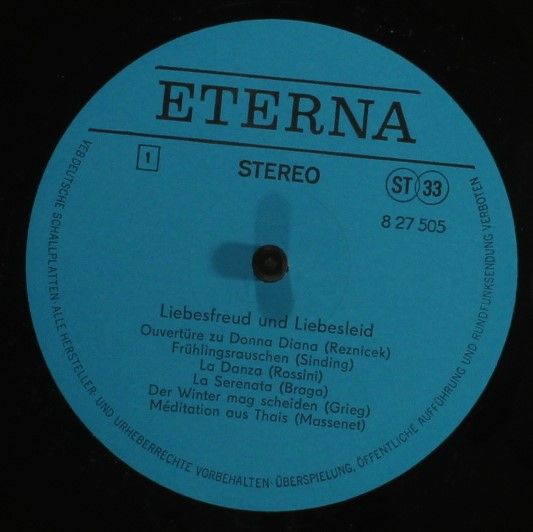 ETERNA
1
STEREO
ST 33
8 27 505
Liebesfreud und Liebesleid
Ouvertüre zu Donna Diana (Reznicek)
Frühlingsrauschen (Sinding)
La Danza (Rossini)
La Serenata (Braga)
Der Winter mag scheiden (Grieg)
Méditation aus Thais (Massenet)
VEB DEUTSCHE SCHALLPLATTEN · ALLE HERSTELLER- UND URHEBERRECHTE VORBEHALTEN · ÜBERSPIELUNG, ÖFFENTLICHE AUFFÜHRUNG UND RUNDFUNKSENDUNG VERBOTEN